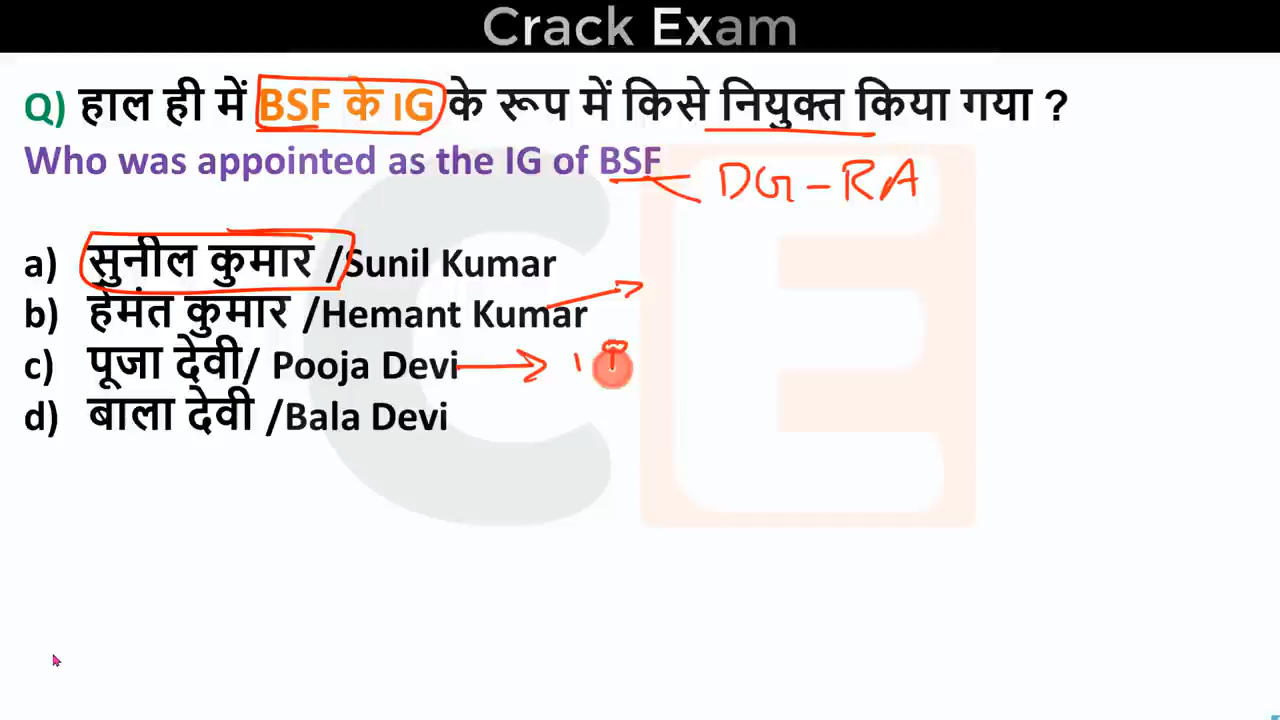 Crack Exam
Q) हाल ही में BSF के IG के रूप में किसे नियुक्त किया गया ?
Who was appointed as the IG of BSF
DG-RA
a) सुनील कुमार /Sunil Kumar
b) हेमंत कुमार /Hemant Kumar
c) पूजा देवी/ Pooja Devi
d) बाला देवी /Bala Devi
CE